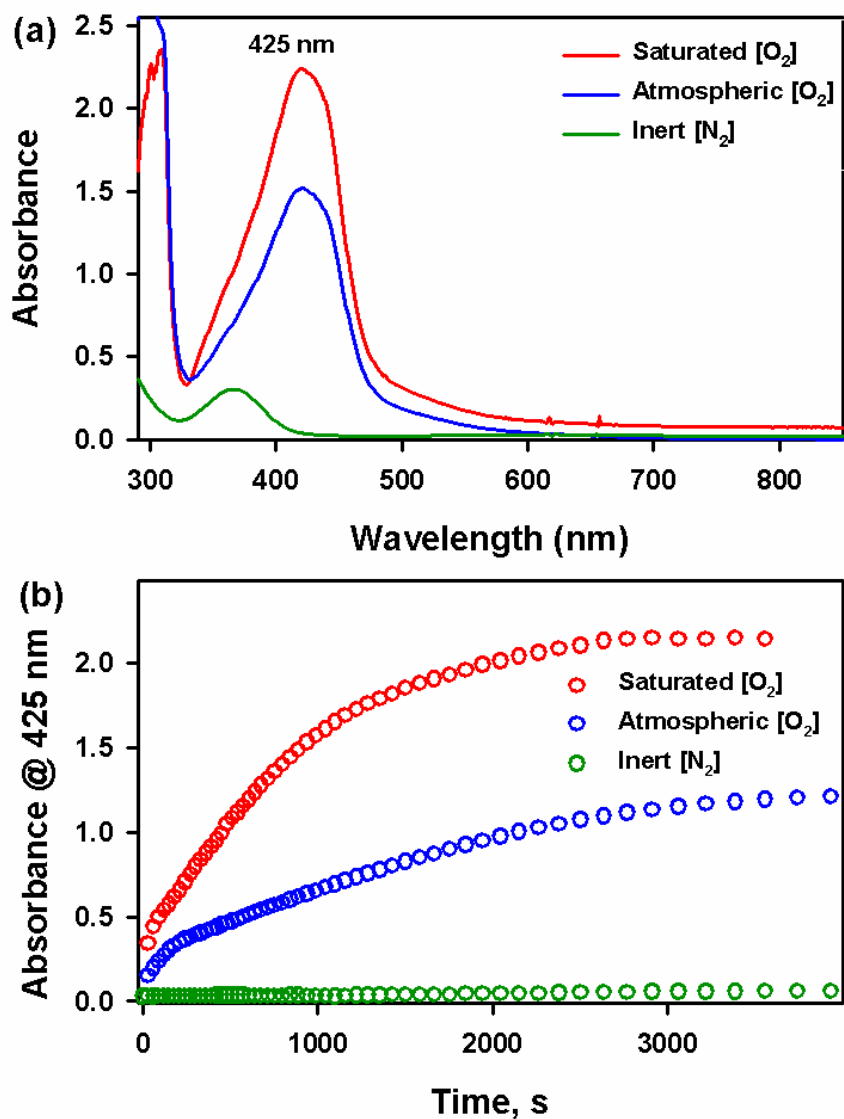 (a)
2.5
2.0
1.5
1.0
0.5
0.0
Absorbance
425 nm
Saturated [O₂]
Atmospheric [O₂]
Inert [N₂]
300 400 500 600 700 800
Wavelength (nm)
(b)
2.0
1.5
1.0
0.5
0.0
Absorbance @ 425 nm
Saturated [O₂]
Atmospheric [O₂]
Inert [N₂]
0 1000 2000 3000
Time, s